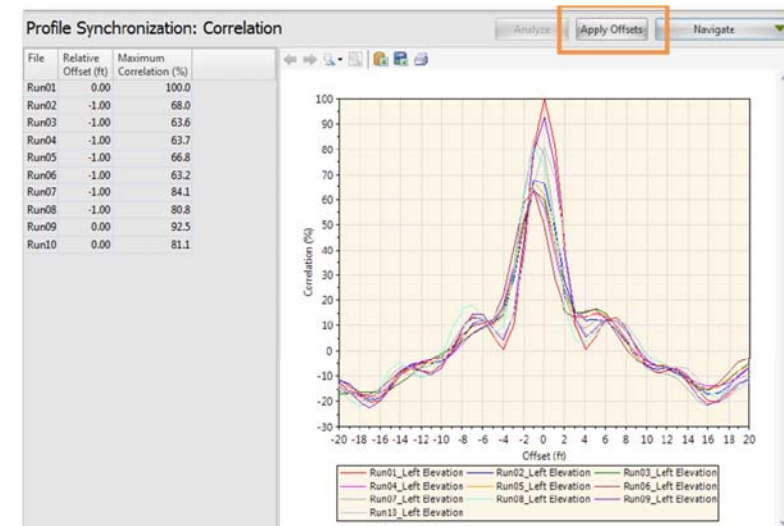 Profile Synchronization: Correlation
Analyze
Apply Offsets
Navigate
File Relative Offset (ft) Maximum Correlation (%)
Run01 0.00 100.0
Run02 -1.00 68.0
Run03 -1.00 63.6
Run04 -1.00 63.7
Run05 -1.00 66.8
Run06 -1.00 63.2
Run07 -1.00 84.1
Run08 -1.00 80.8
Run09 0.00 92.5
Run10 0.00 81.1
100
90
80
70
60
50
40
30
20
10
0
-10
-20
-30
Correlation (%)
-20 -18 -16 -14 -12 -10 -8 -6 -4 -2 0 2 4 6 8 10 12 14 16 18 20
Offset (ft)
Run01_Left Elevation Run02_Left Elevation Run03_Left Elevation
Run04_Left Elevation Run05_Left Elevation Run06_Left Elevation
Run07_Left Elevation Run08_Left Elevation Run09_Left Elevation
Run10_Left Elevation